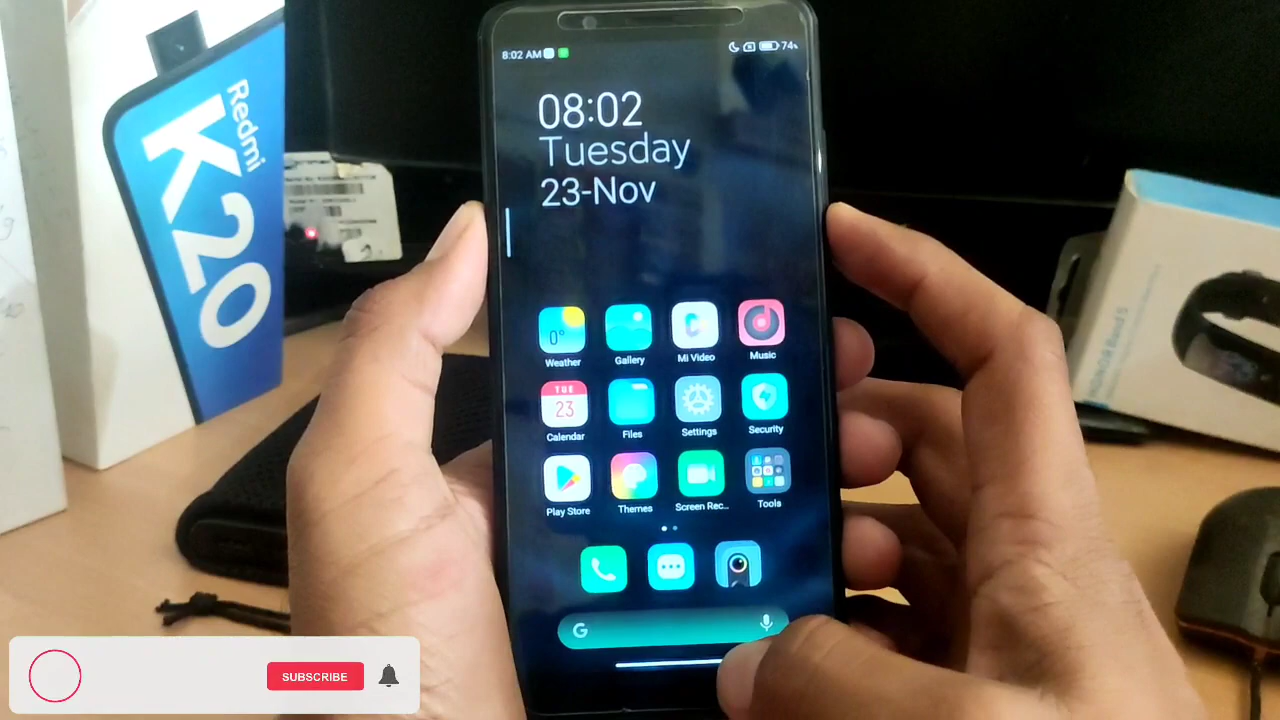 Redmi
K20
8:02 AM
74%
08:02
Tuesday
23-Nov
0°
Weather
Gallery
Mi Video
Music
TUE
23
Calendar
Files
Settings
Security
Play Store
Themes
Screen Rec...
Tools
G
SUBSCRIBE